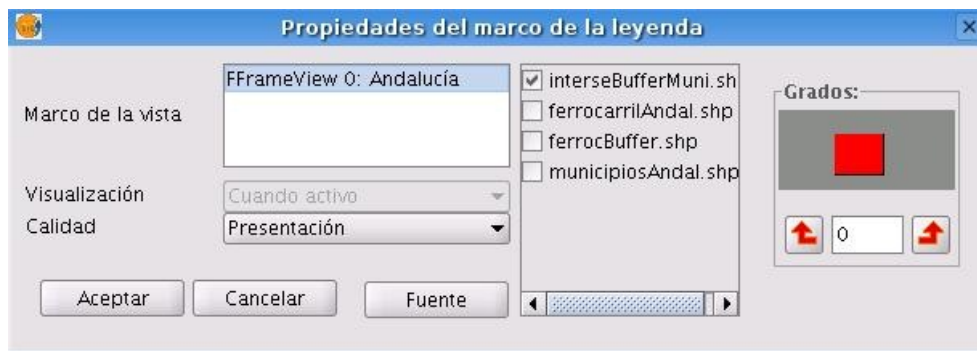 Propiedades del marco de la leyenda
Marco de la vista
FFrameView 0: Andalucía
interseBufferMuni.sh
ferrocarrilAndal.shp
ferrocBuffer.shp
municipiosAndal.shp
Grados:
0
Visualización
Cuando activo
Calidad
Presentación
Aceptar
Cancelar
Fuente